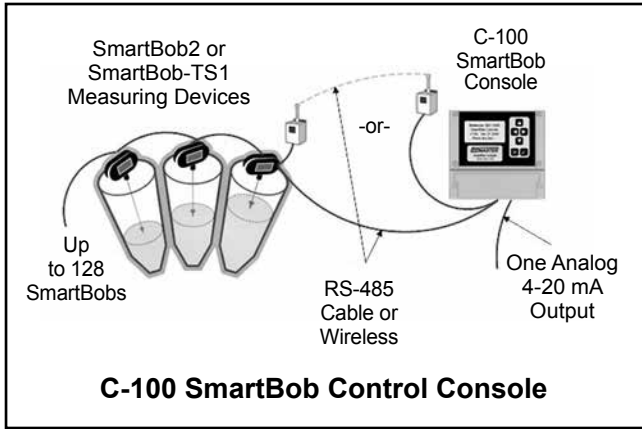 SmartBob2 or
SmartBob-TS1
Measuring Devices
C-100
SmartBob
Console
-or-
Up
to 128
SmartBobs
RS-485
Cable or
Wireless
One Analog
4-20 mA
Output
C-100 SmartBob Control Console